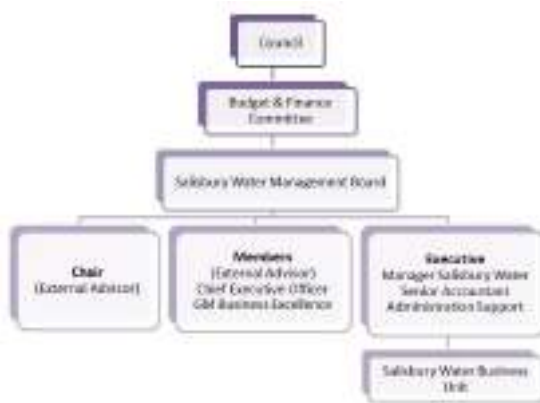 Council
Budget & Finance
Committee
Salisbury Water Management Board
Chair
(External Advisor)
Members
(External Advisor)
Chief Executive Officer
GM Business Excellence
Executive
Manager Salisbury Water
Senior Accountant
Administration Support
Salisbury Water Business
Unit